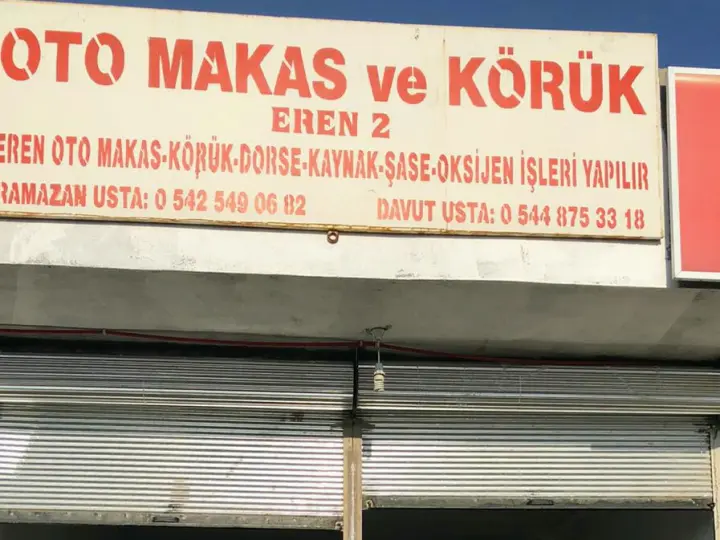 OTO MAKAS ve KÖRÜK
EREN 2
EREN OTO MAKAS-KÖRÜK-DORSE-KAYNAK-ŞASE-OKSİJEN İŞLERİ YAPILIR
RAMAZAN USTA: 0 542 549 06 82 DAVUT USTA: 0 544 875 33 18